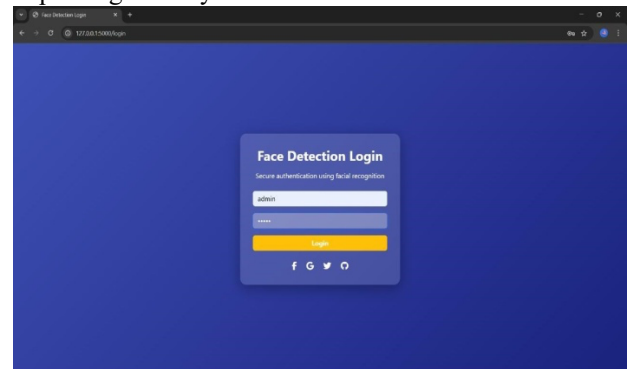 Face Detection Login
127.0.0.1:5000/login
Face Detection Login
Secure authentication using facial recognition
admin
•••••
Login